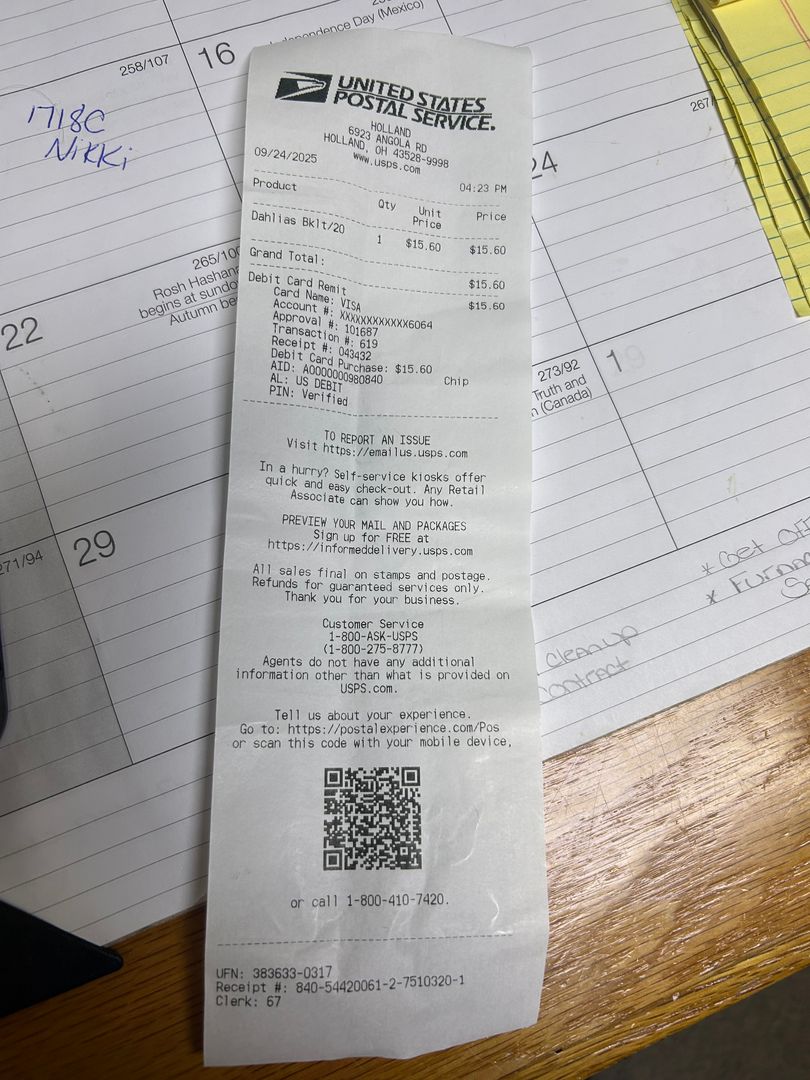 Independence Day (Mexico)
258/107
16
1718C
Nikki
267/
24
265/100
Rosh Hashana
begins at sundo
Autumn be
22
273/92
Truth and
(Canada)
271/94
29
* Get
*
cleanup
contract
UNITED STATES
POSTAL SERVICE.
HOLLAND
6923 ANGOLA RD
HOLLAND, OH 43528-9998
www.usps.com
09/24/2025 04:23 PM
Product Qty Unit Price
Price
Dahlias Bklt/20 1 $15.60 $15.60
Grand Total: $15.60
Debit Card Remit $15.60
Card Name: VISA
Account #: XXXXXXXXXXXX6064
Approval #: 101687
Transaction #: 619
Receipt #: 043432
Debit Card Purchase: $15.60
AID: A0000000980840 Chip
AL: US DEBIT
PIN: Verified
TO REPORT AN ISSUE
Visit https://emailus.usps.com
In a hurry? Self-service kiosks offer
quick and easy check-out. Any Retail
Associate can show you how.
PREVIEW YOUR MAIL AND PACKAGES
Sign up for FREE at
https://informeddelivery.usps.com
All sales final on stamps and postage.
Refunds for guaranteed services only.
Thank you for your business.
Customer Service
1-800-ASK-USPS
(1-800-275-8777)
Agents do not have any additional
information other than what is provided on
USPS.com.
Tell us about your experience.
Go to: https://postalexperience.com/Pos
or scan this code with your mobile device,
or call 1-800-410-7420.
UFN: 383633-0317
Receipt #: 840-54420061-2-7510320-1
Clerk: 67